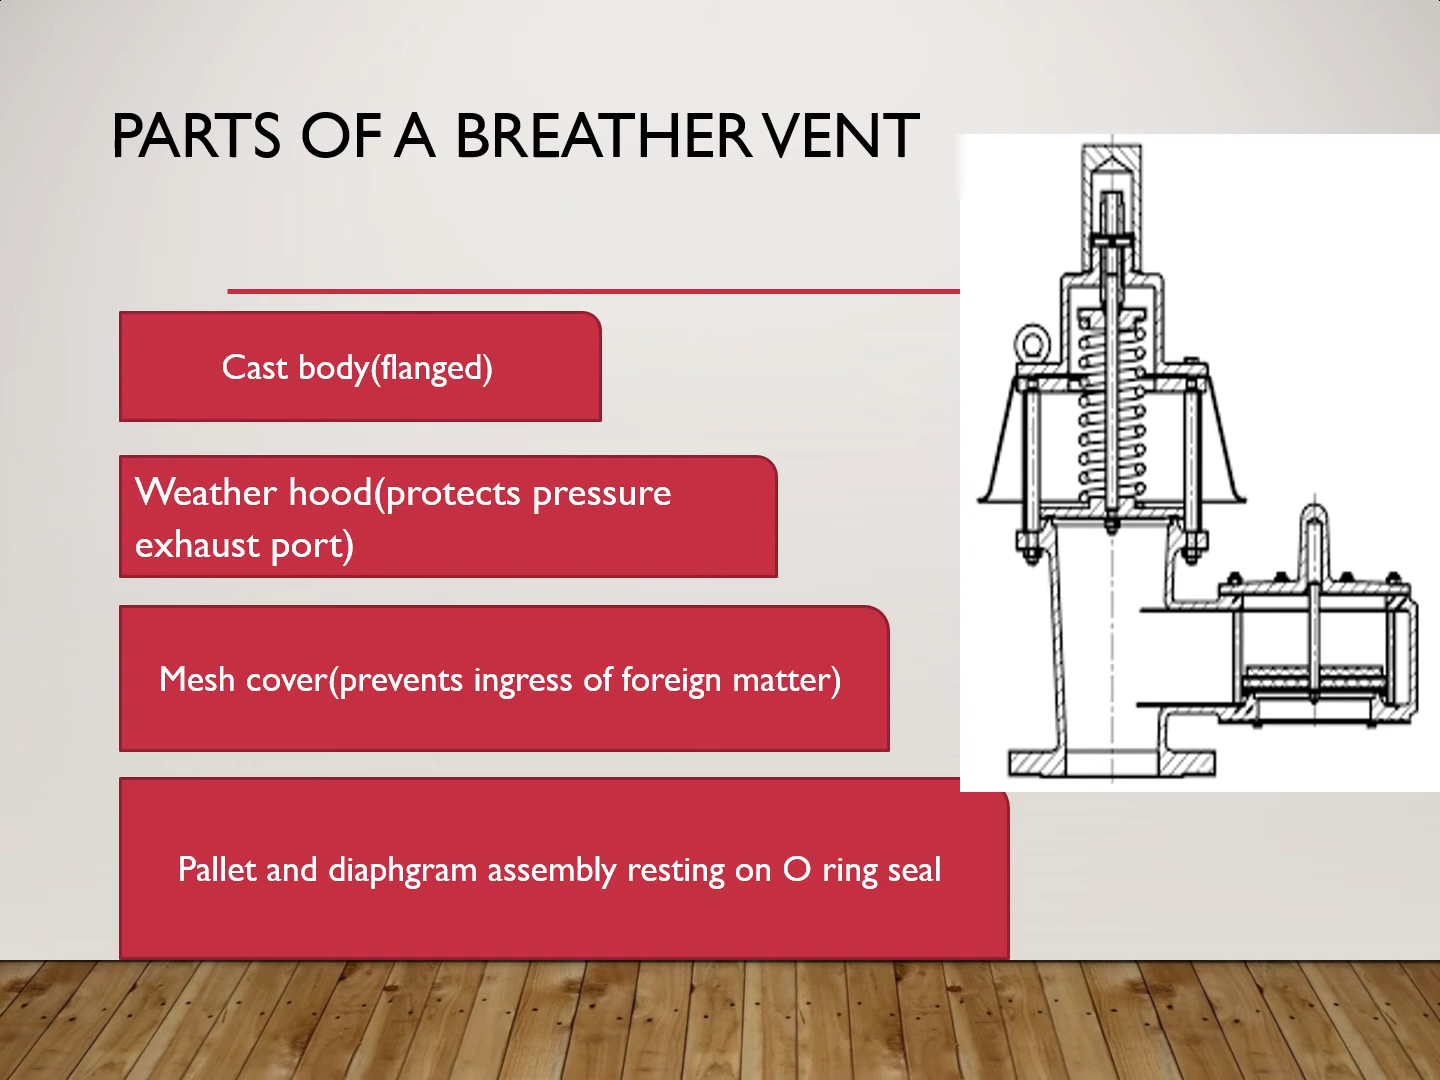 PARTS OF A BREATHER VENT
Cast body(flanged)
Weather hood(protects pressure
exhaust port)
Mesh cover(prevents ingress of foreign matter)
Pallet and diaphgram assembly resting on O ring seal